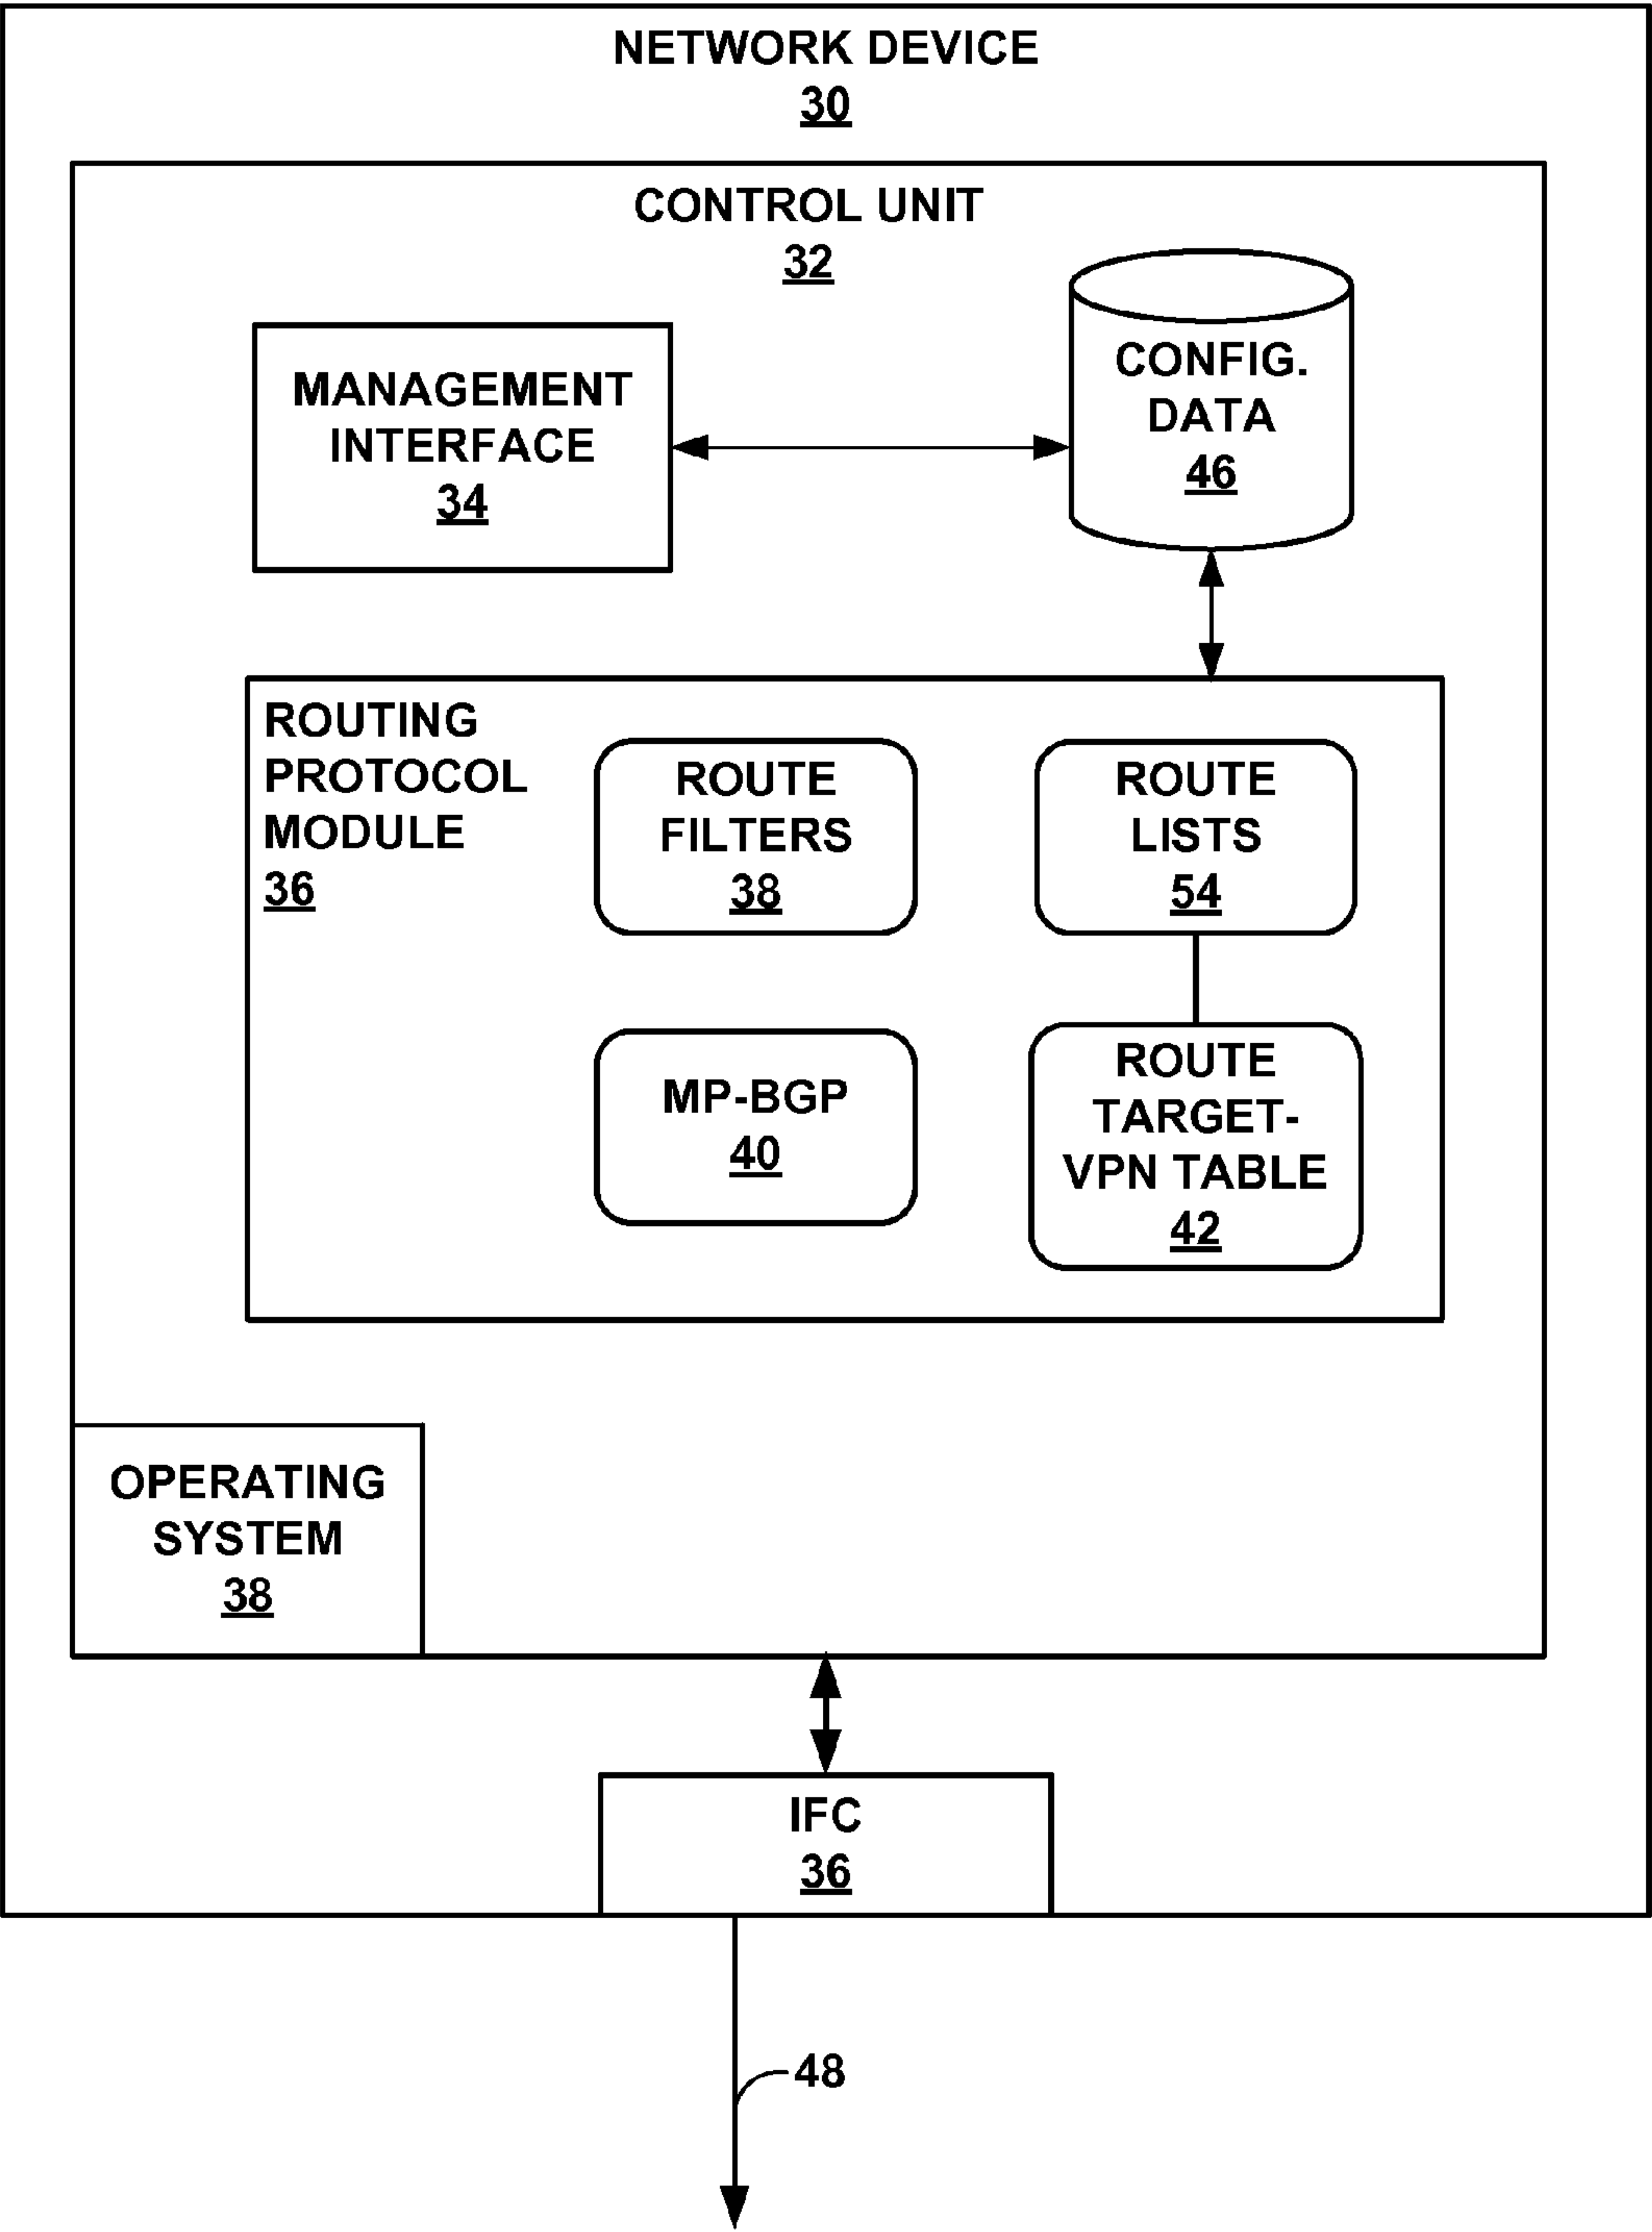 NETWORK DEVICE
30
CONTROL UNIT
32
MANAGEMENT
INTERFACE
34
CONFIG.
DATA
46
ROUTING
PROTOCOL
MODULE
36
ROUTE
FILTERS
38
ROUTE
LISTS
54
MP-BGP
40
ROUTE
TARGET-
VPN TABLE
42
OPERATING
SYSTEM
38
IFC
36
48